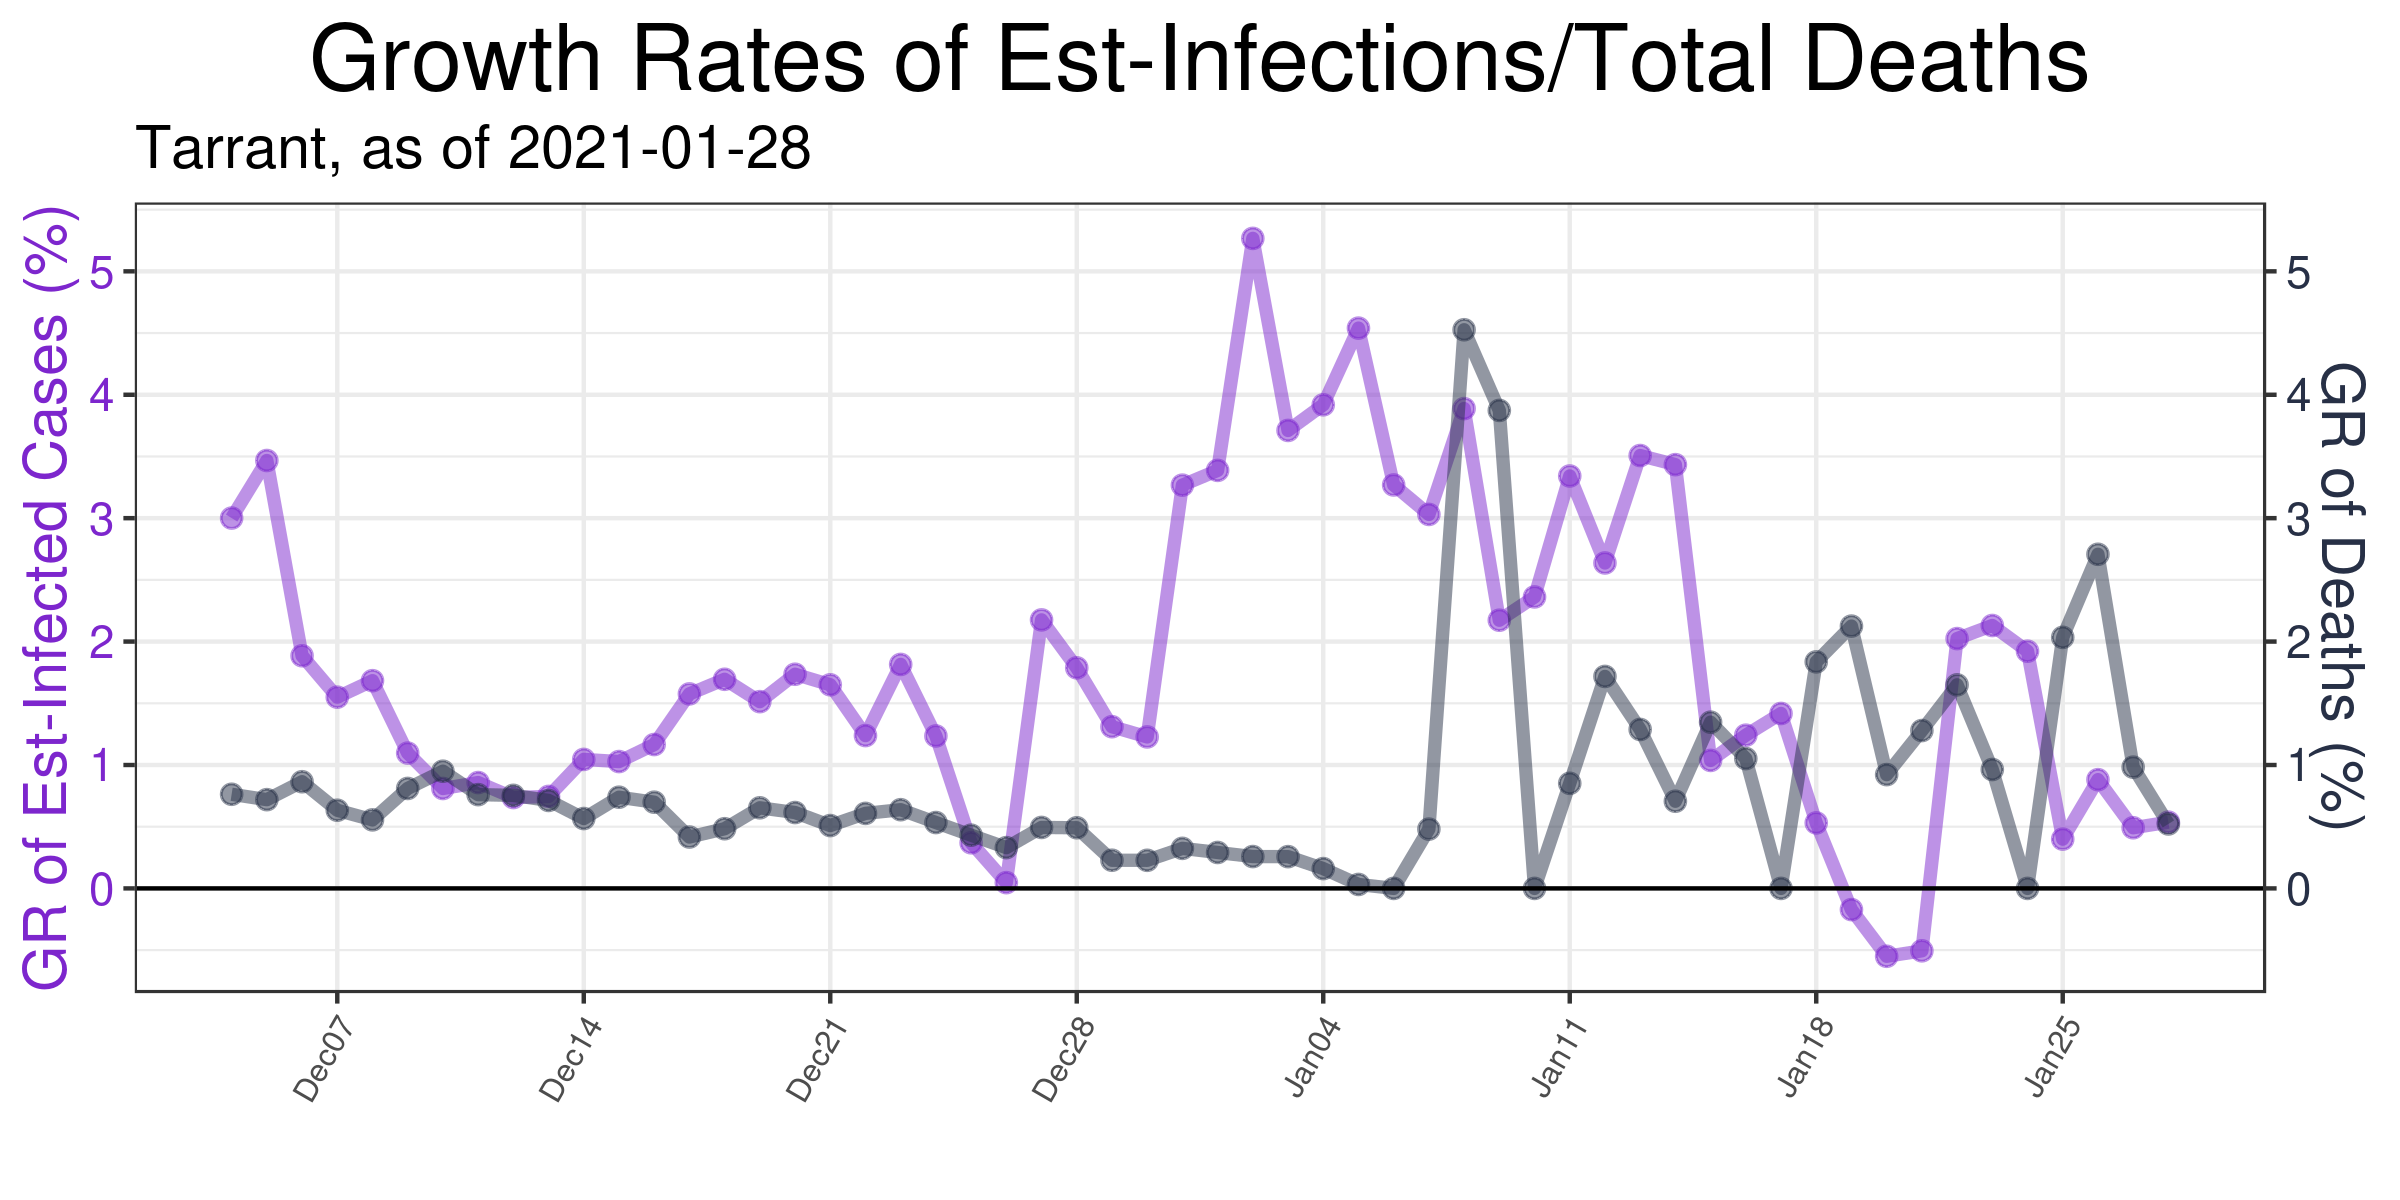 Growth Rates of Est-Infections/Total Deaths
Tarrant, as of 2021-01-28
GR of Est-Infected Cases (%)
5
4
3
2
1
0
5
4
3
2
1
0
GR of Deaths (%)
Dec07
Dec14
Dec21
Dec28
Jan04
Jan11
Jan18
Jan25